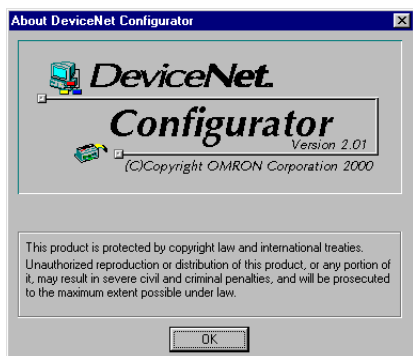 About DeviceNet Configurator
DeviceNet.
Configurator
Version 2.01
(C)Copyright OMRON Corporation 2000
This product is protected by copyright law and international treaties.
Unauthorized reproduction or distribution of this product, or any portion of
it, may result in severe civil and criminal penalties, and will be prosecuted
to the maximum extent possible under law.
OK